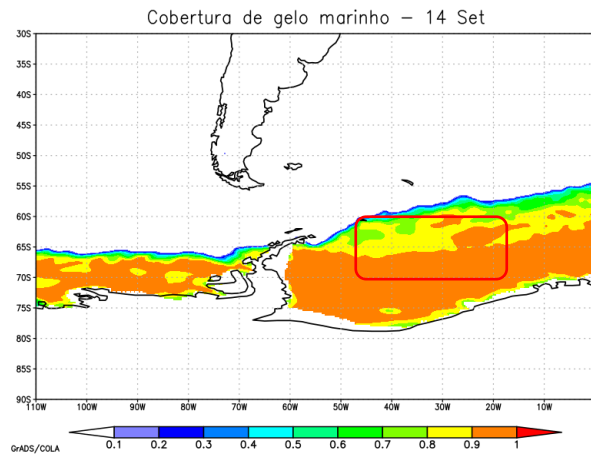 Cobertura de gelo marinho – 14 Set
30S
35S
40S
45S
50S
55S
60S
65S
70S
75S
80S
85S
90S
110W 100W 90W 80W 70W 60W 50W 40W 30W 20W 10W
0.1 0.2 0.3 0.4 0.5 0.6 0.7 0.8 0.9 1
GrADS/COLA